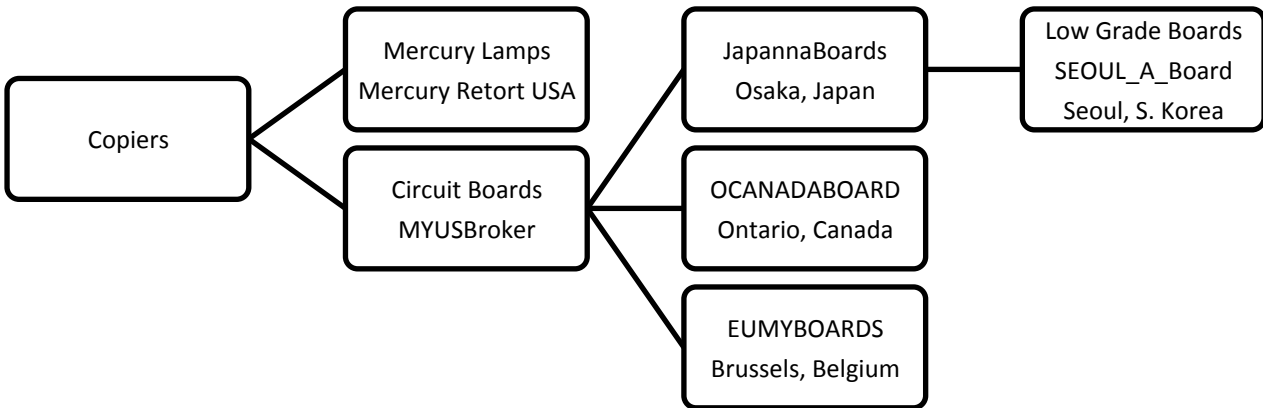 Copiers
Mercury Lamps
Mercury Retort USA
Circuit Boards
MYUSBroker
JapannaBoards
Osaka, Japan
OCANADABOARD
Ontario, Canada
EUMYBOARDS
Brussels, Belgium
Low Grade Boards
SEOUL_A_Board
Seoul, S. Korea